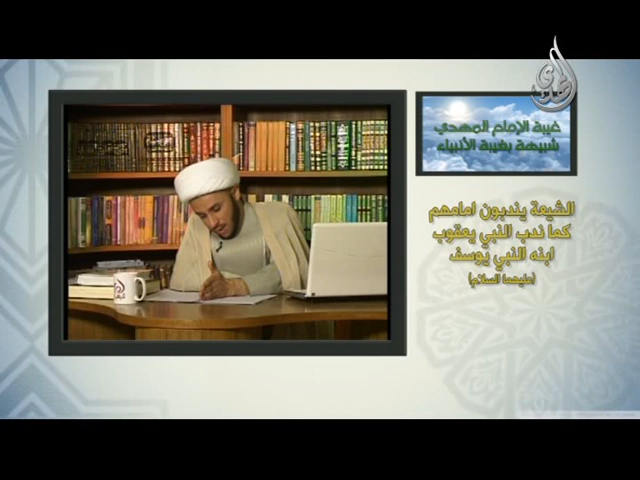 غيبة الإمام المهدي
شبيهة بغيبة الأنبياء
الشيعة يندبون امامهم
كما ندب النبي يعقوب
ابنه النبي يوسف
(عليهما السلام)